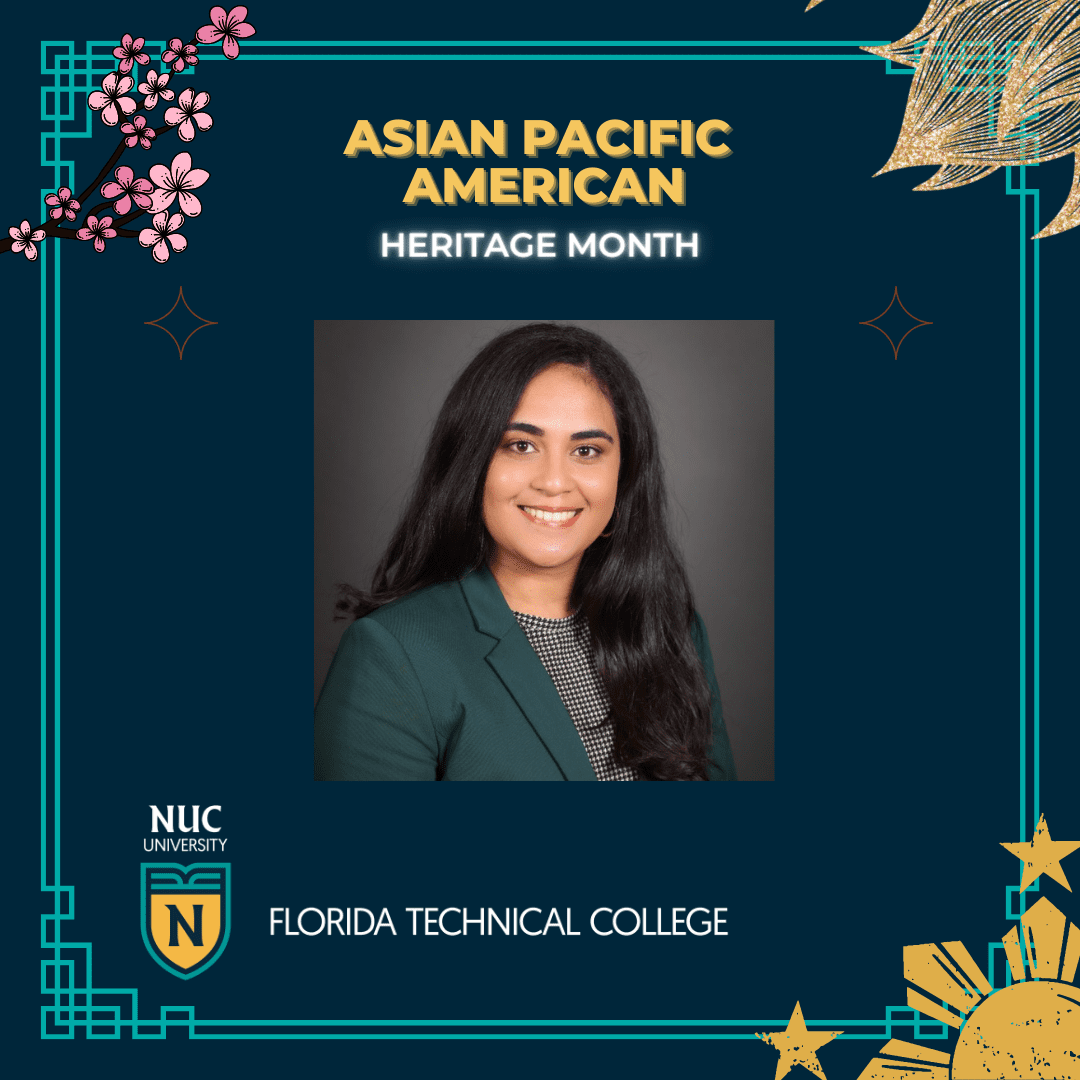 ASIAN PACIFIC
AMERICAN
HERITAGE MONTH
NUC
UNIVERSITY
N
FLORIDA TECHNICAL COLLEGE